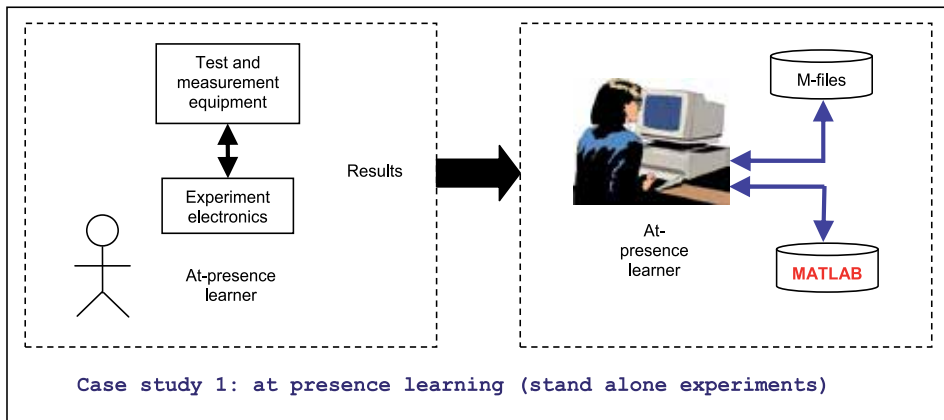 Test and
measurement
equipment
Experiment
electronics
At-presence
learner
Results
At-
presence
learner
M-files
MATLAB
Case study 1: at presence learning (stand alone experiments)